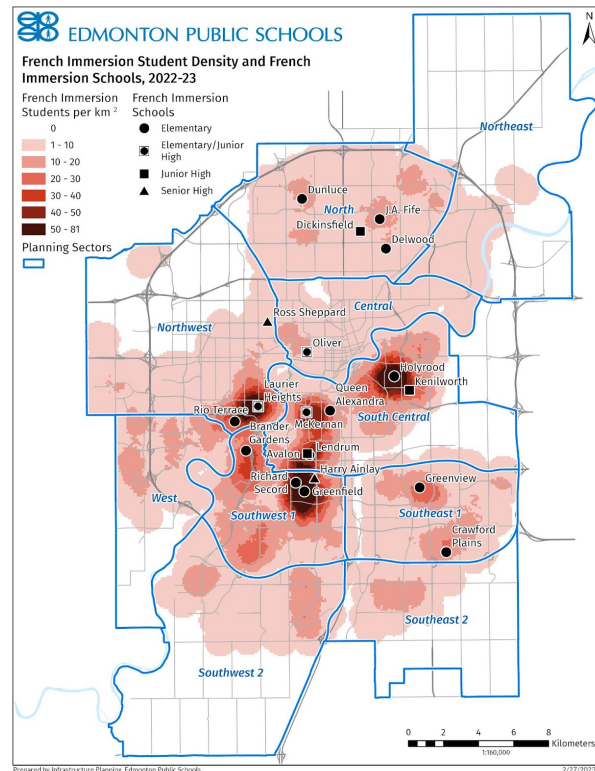 EDMONTON PUBLIC SCHOOLS
French Immersion Student Density and French
Immersion Schools, 2022-23
French Immersion
Students per km 2
0
1 - 10
10 - 20
20 - 30
30 - 40
40 - 50
50 - 81
Planning Sectors
French Immersion
Schools
Elementary
Elementary/Junior
High
Junior High
Senior High
N
Northeast
Dunluce
North
J.A. Fife
Dickinsfield
Delwood
Central
Ross Sheppard
Northwest
Oliver
Holyrood
Kenilworth
Laurier
Heights
Queen
Alexandra
Rio Terrace
McKernan
South Central
Brander
Gardens
Lendrum
Avalon
Harry Ainlay
Richard
Secord
Greenfield
Greenview
West
Southwest 1
Southeast 1
Crawford
Plains
Southeast 2
Southwest 2
0 2 4 6 8
Kilometers
1:160,000
Prepared by Infrastructure Planning, Edmonton Public Schools